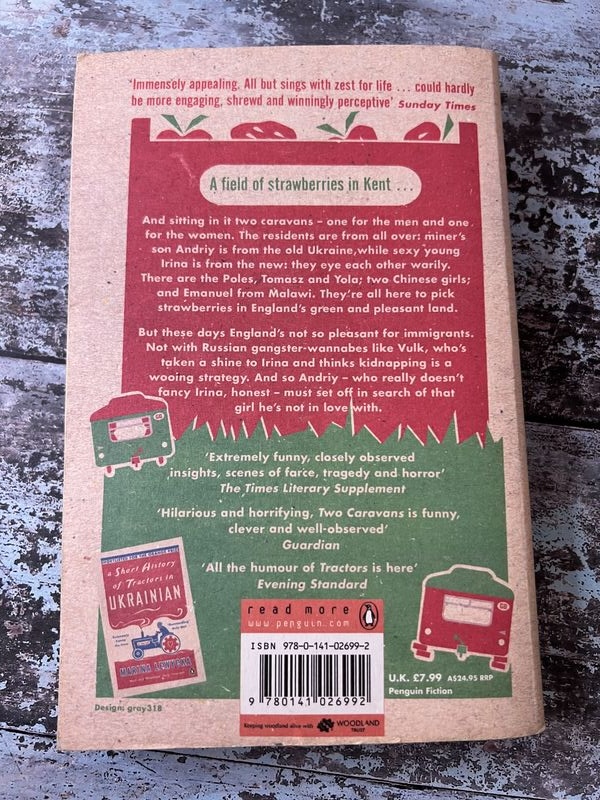 'Immensely appealing. All but sings with zest for life ... could hardly
be more engaging, shrewd and winningly perceptive' Sunday Times
A field of strawberries in Kent ...
And sitting in it two caravans – one for the men and one
for the women. The residents are from all over: miner's
son Andriy is from the old Ukraine, while sexy young
Irina is from the new: they eye each other warily.
There are the Poles, Tomasz and Yola; two Chinese girls;
and Emanuel from Malawi. They're all here to pick
strawberries in England's green and pleasant land.
But these days England's not so pleasant for immigrants.
Not with Russian gangster-wannabes like Vulk, who's
taken a shine to Irina and thinks kidnapping is a
wooing strategy. And so Andriy – who really doesn't
fancy Irina, honest – must set off in search of that
girl he's not in love with.
'Extremely funny, closely observed
insights, scenes of farce, tragedy and horror'
The Times Literary Supplement
'Hilarious and horrifying, Two Caravans is funny,
clever and well-observed'
Guardian
'All the humour of Tractors is here'
Evening Standard
SHORTLISTED FOR THE ORANGE PRIZE
a Short History
of Tractors in
UKRAINIAN
MARINA LEWYCKA
read more
www.penguin.com
ISBN 978-0-141-02699-2
9 780141 026992
U.K. £7.99 A$24.95 RRP
Penguin Fiction
Keeping woodland alive with WOODLAND
TRUST
Design: gray318